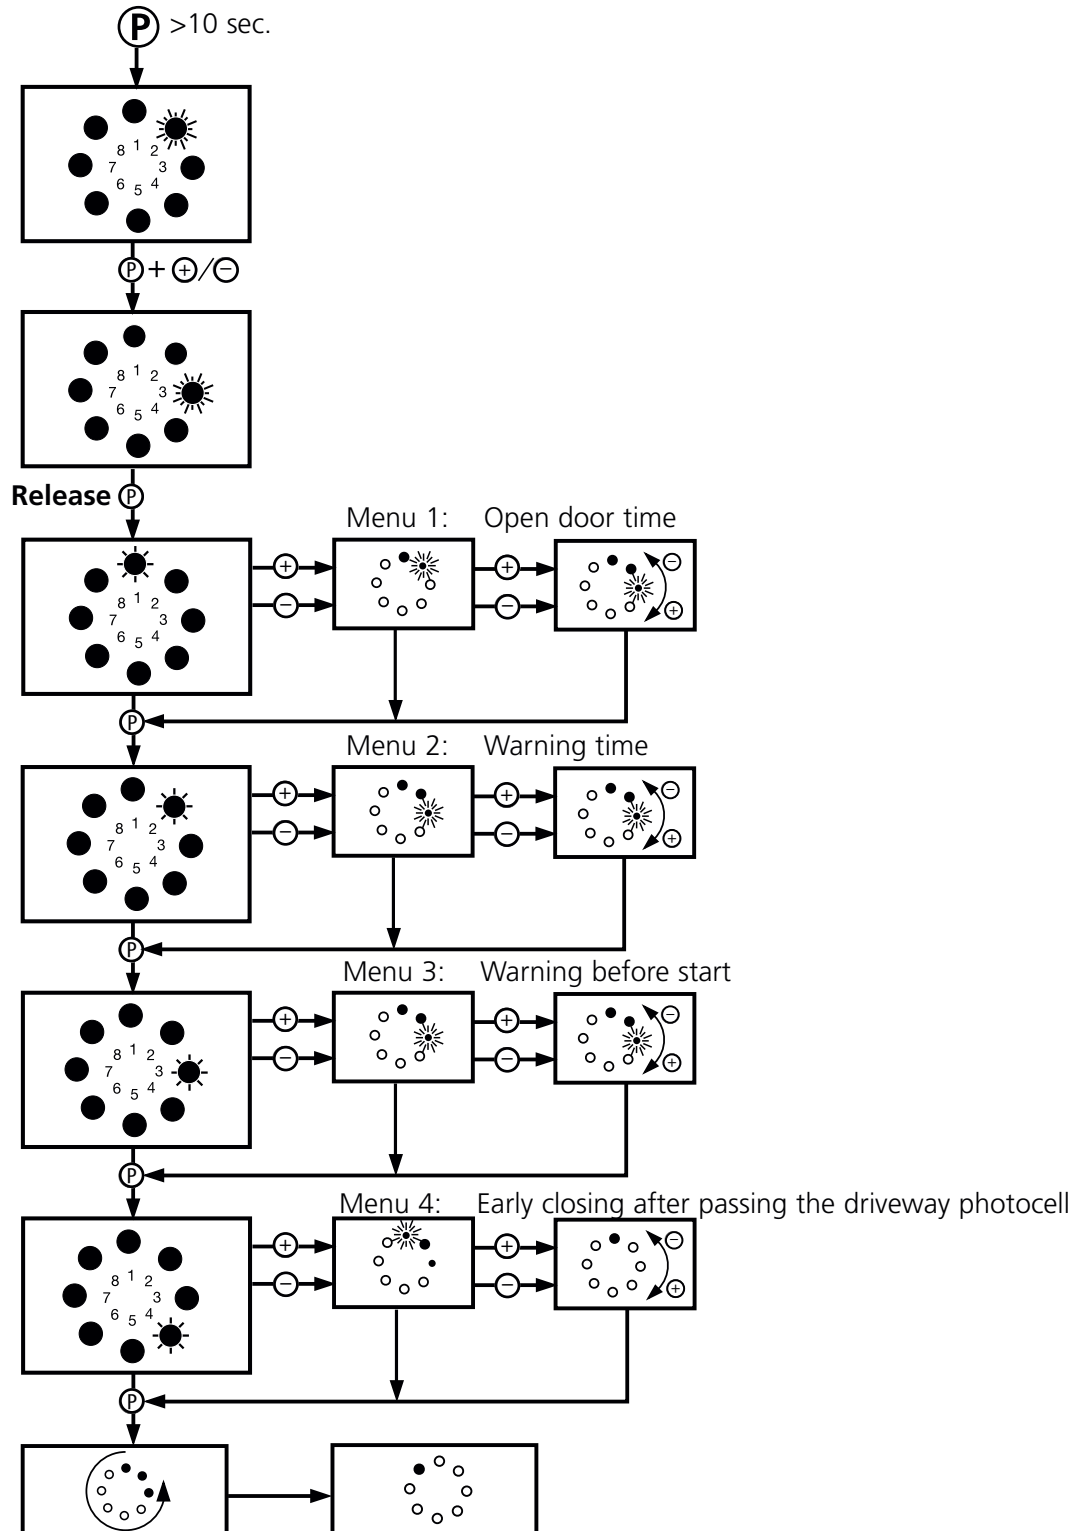 P >10 sec.
8 1 2
7 3
6 5 4
P + + / −
8 1 2
7 3
6 5 4
Release P
Menu 1: Open door time
8 1 2
7 3
6 5 4
+ + −
− − +
P
Menu 2: Warning time
8 1 2
7 3
6 5 4
+ + −
− − +
P
Menu 3: Warning before start
8 1 2
7 3
6 5 4
+ + −
− − +
P
Menu 4: Early closing after passing the driveway photocell
8 1 2
7 3
6 5 4
+ + −
− − +
P